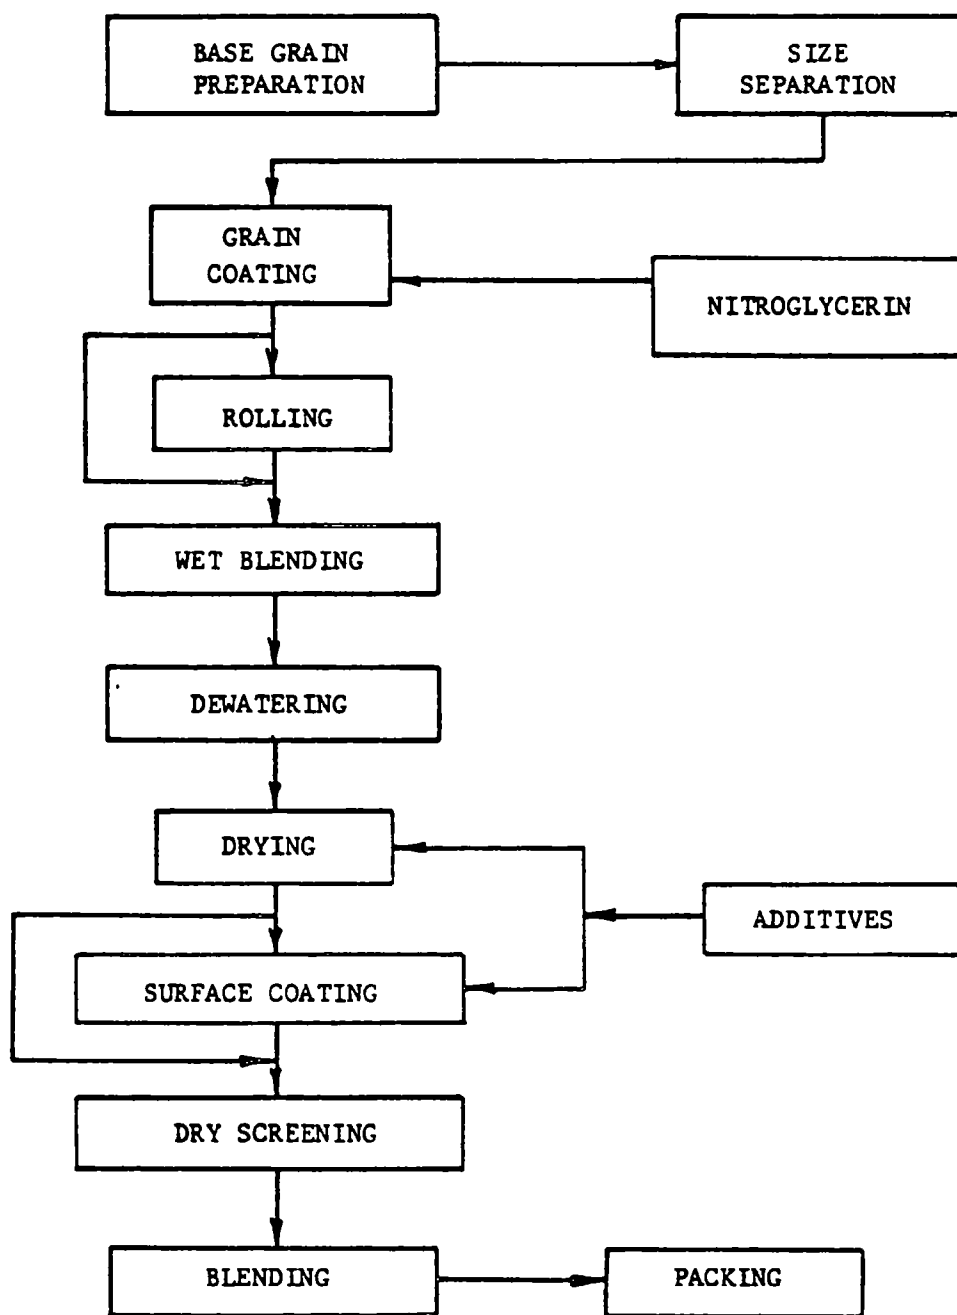 BASE GRAIN
PREPARATION
SIZE
SEPARATION
GRAIN
COATING
NITROGLYCERIN
ROLLING
WET BLENDING
DEWATERING
DRYING
ADDITIVES
SURFACE COATING
DRY SCREENING
BLENDING
PACKING